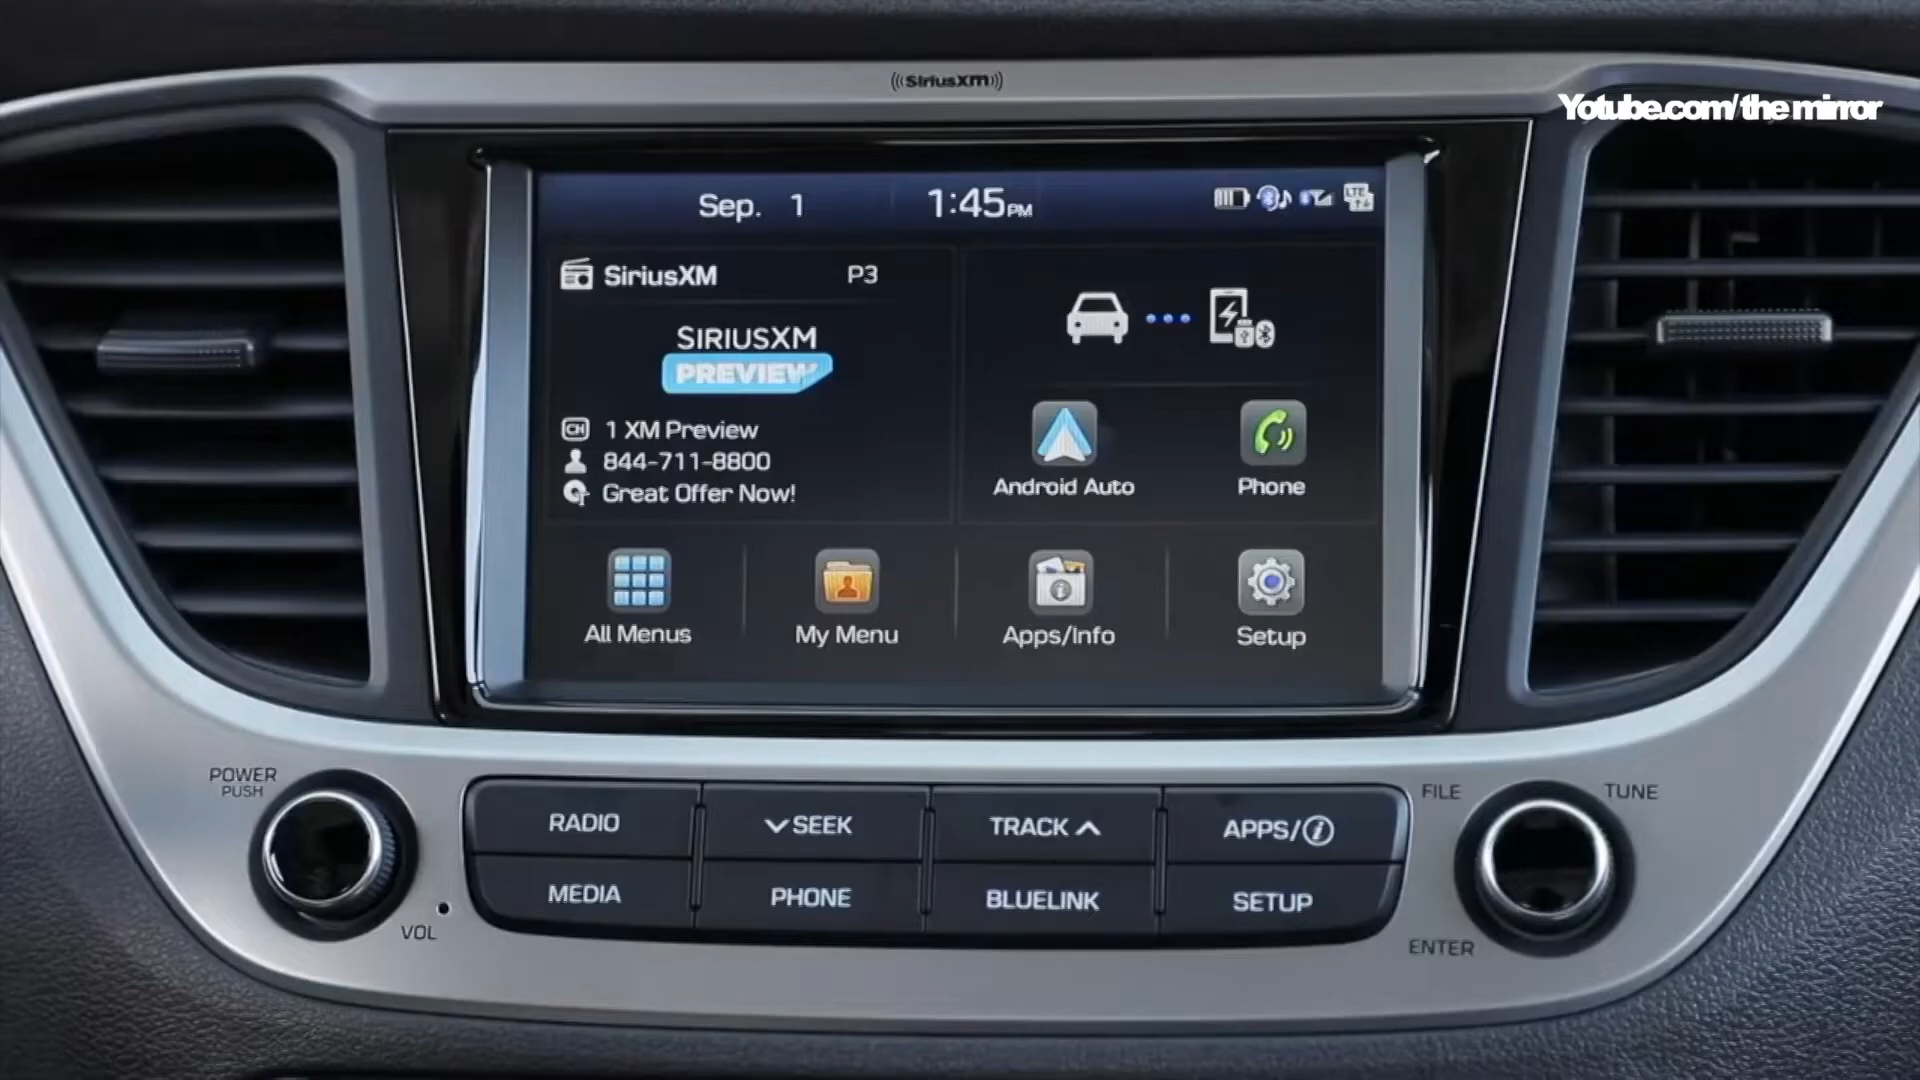 ((SiriusXM))
Yotube.com/the mirror
Sep. 1
1:45PM
LTE
SiriusXM
P3
SIRIUSXM
PREVIEW
CH
1 XM Preview
844-711-8800
Great Offer Now!
Android Auto
Phone
All Menus
My Menu
Apps/Info
Setup
POWER
PUSH
VOL
RADIO
SEEK
TRACK
APPS/i
MEDIA
PHONE
BLUELINK
SETUP
FILE
TUNE
ENTER